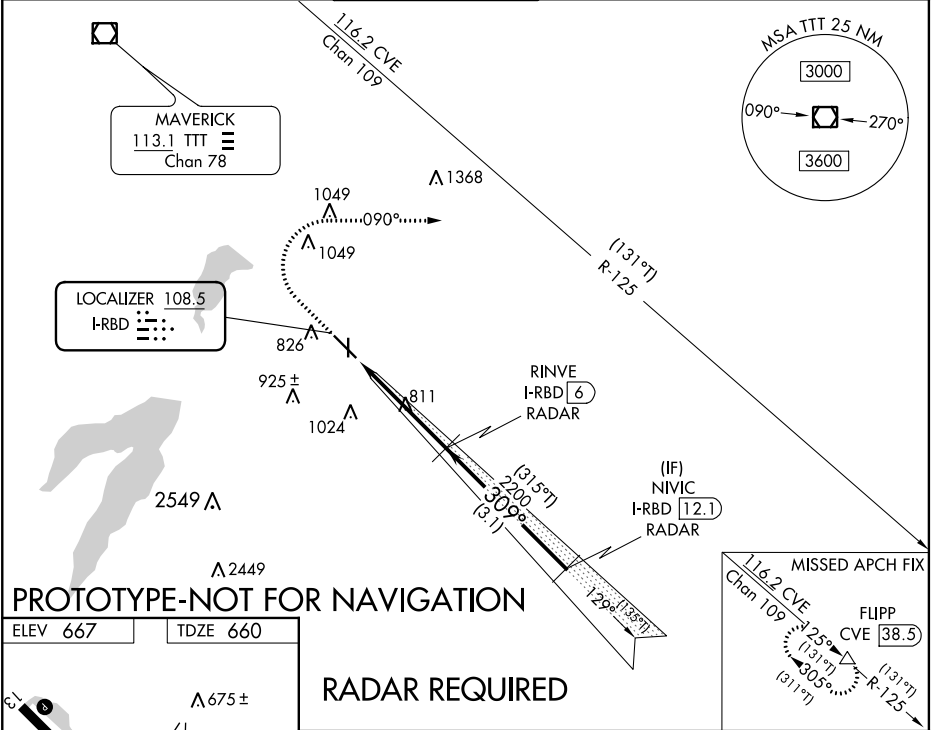 116.2 CVE
Chan 109
MSA TTT 25 NM
3000
090°
270°
3600
MAVERICK
113.1 TTT
Chan 78
1368
1049
090°
1049
(131°T)
R-125
LOCALIZER 108.5
I-RBD
826
925 ±
1024
811
RINVE
I-RBD 6
RADAR
(315°T)
2200
309°
(3.1)
(IF)
NIVIC
I-RBD 12.1
RADAR
2549
2449
129° (135°T)
PROTOTYPE-NOT FOR NAVIGATION
ELEV 667
TDZE 660
675 ±
13
P
RADAR REQUIRED
MISSED APCH FIX
116.2 CVE
Chan 109
FLIPP
CVE 38.5
125°
(131°T)
305°
(311°T)
(131°T)
R-125